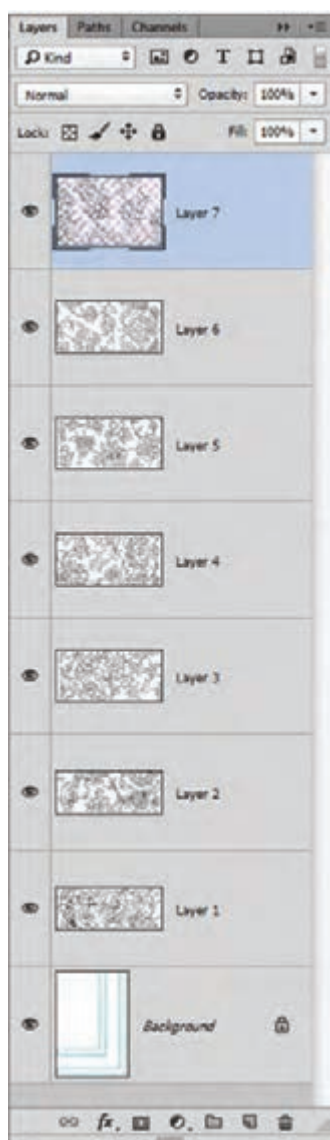 Layers Paths Channels
Kind
Normal Opacity: 100%
Lock: Fill: 100%
Layer 7
Layer 6
Layer 5
Layer 4
Layer 3
Layer 2
Layer 1
Background
fx